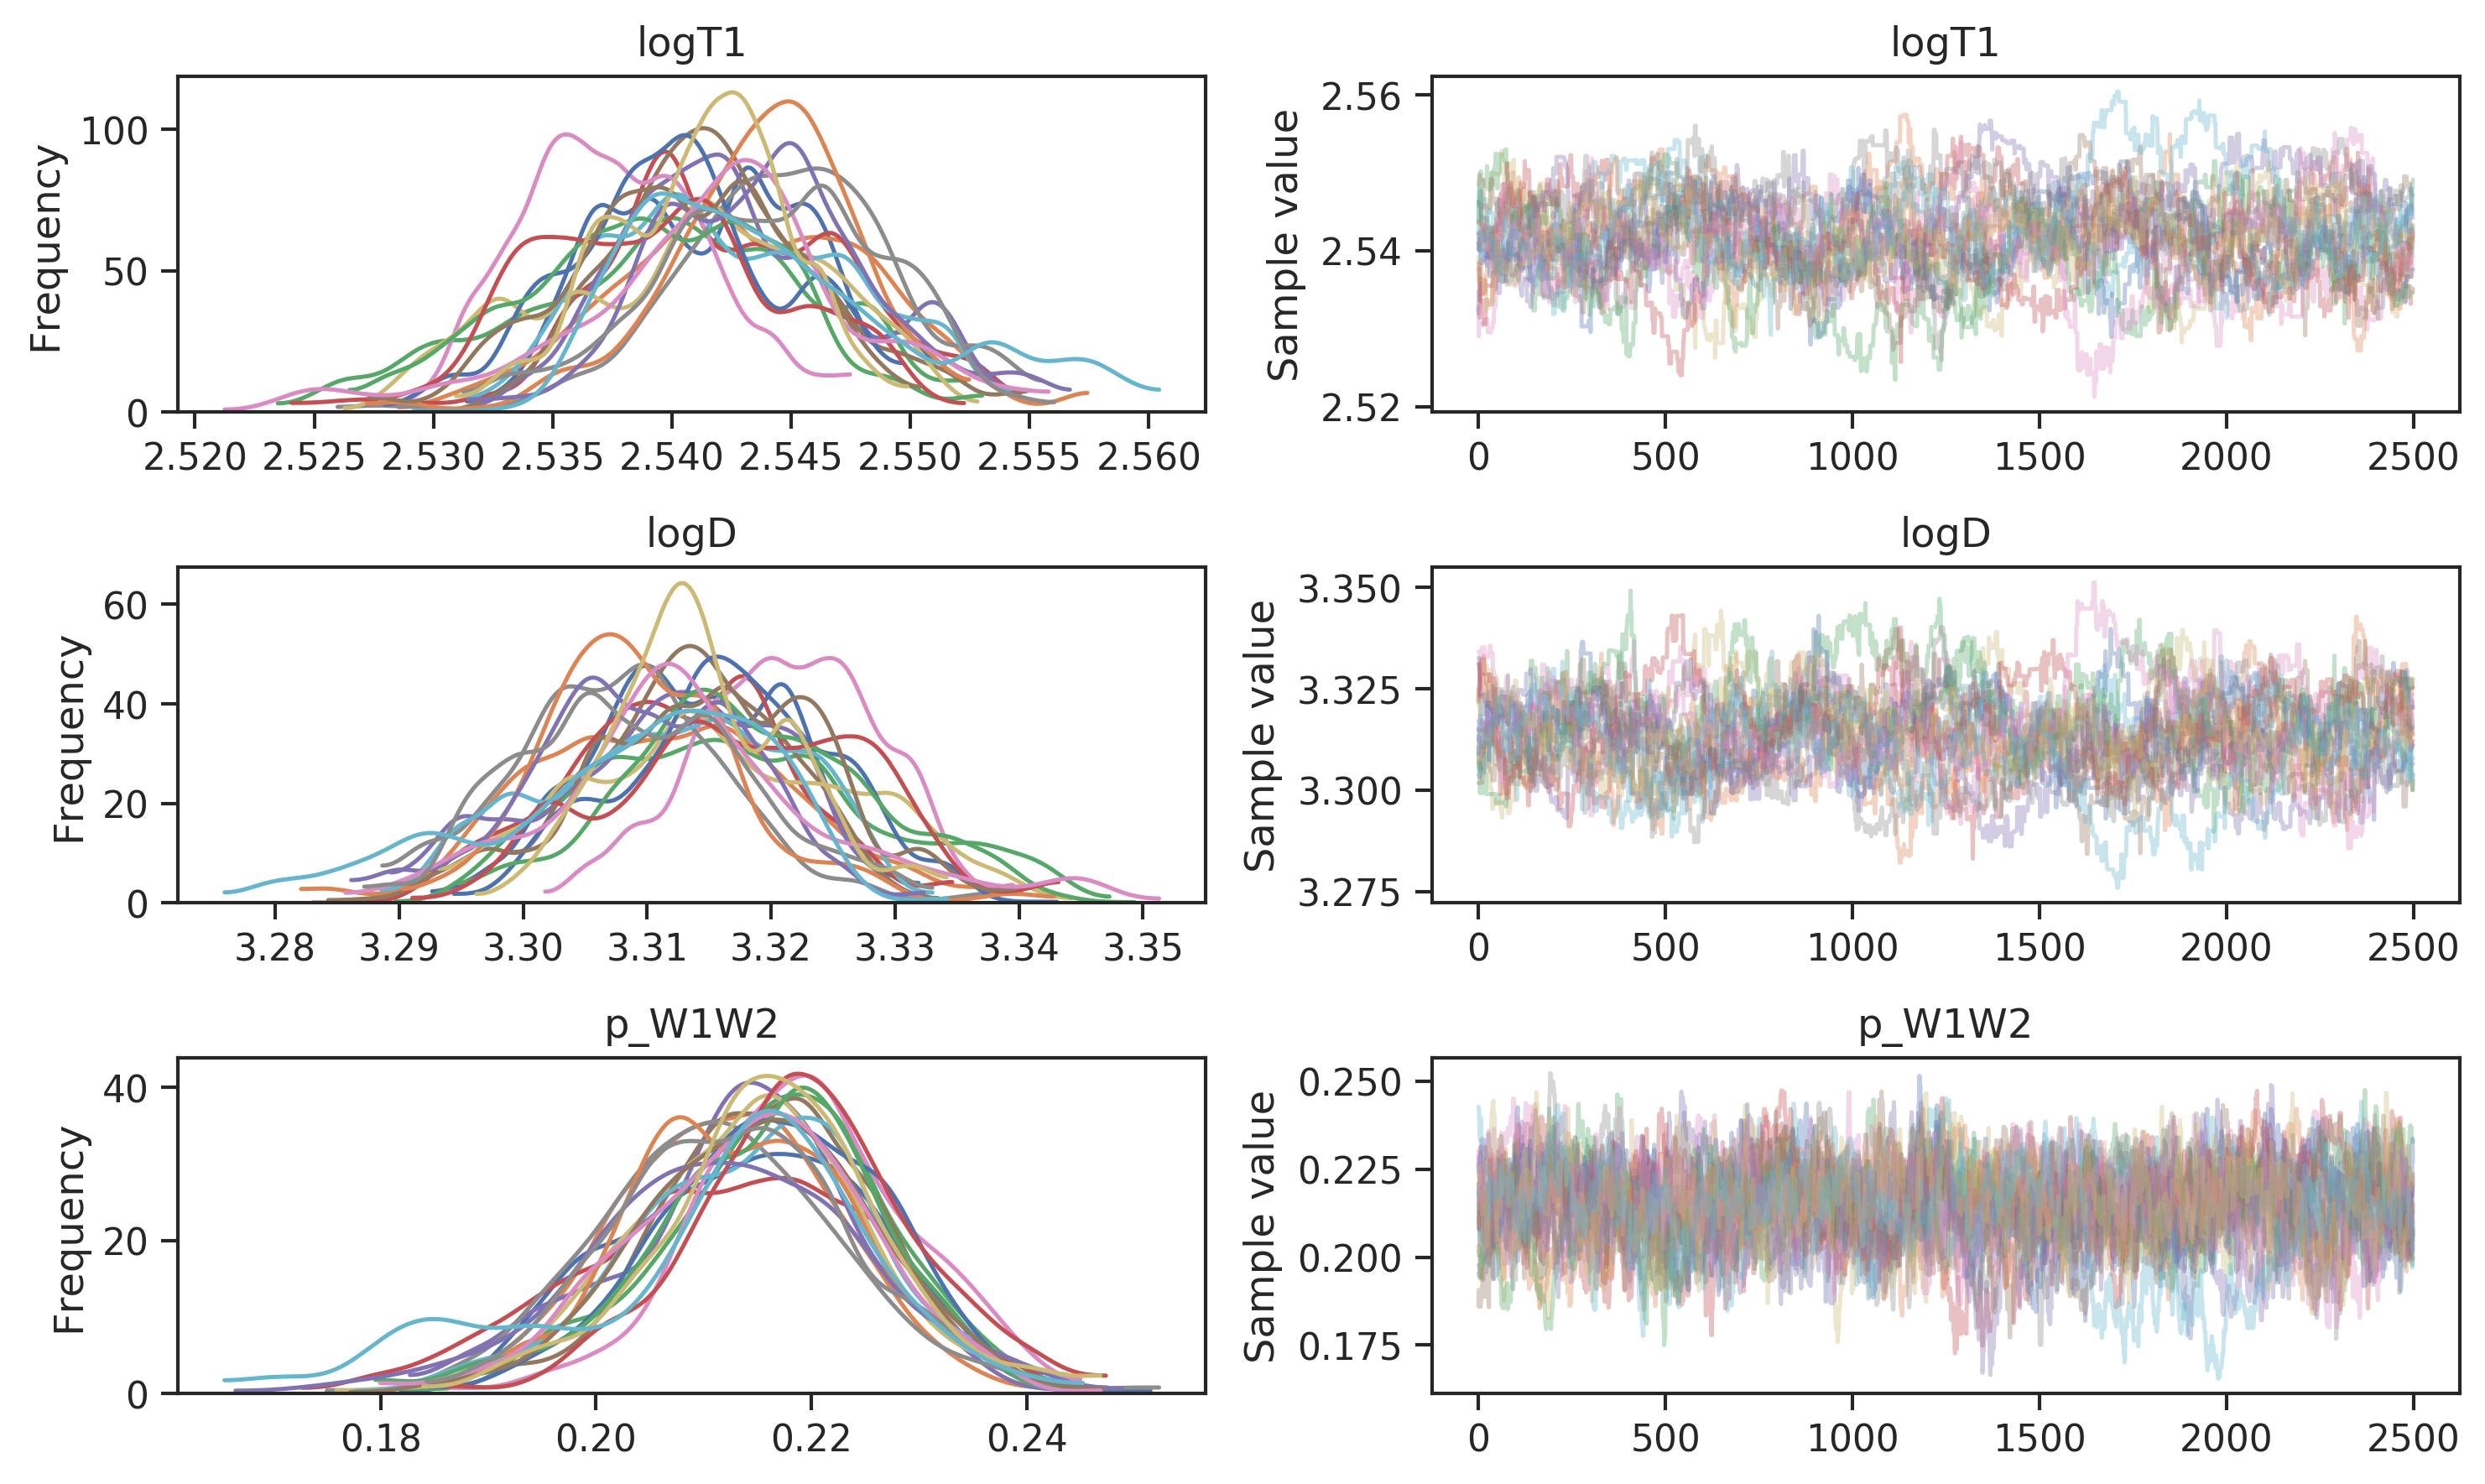 logT1
Frequency
100
50
0
2.520 2.525 2.530 2.535 2.540 2.545 2.550 2.555 2.560
logT1
Sample value
2.56
2.54
2.52
0 500 1000 1500 2000 2500
logD
Frequency
60
40
20
0
3.28 3.29 3.30 3.31 3.32 3.33 3.34 3.35
logD
Sample value
3.350
3.325
3.300
3.275
0 500 1000 1500 2000 2500
p_W1W2
Frequency
40
20
0
0.18 0.20 0.22 0.24
p_W1W2
Sample value
0.250
0.225
0.200
0.175
0 500 1000 1500 2000 2500